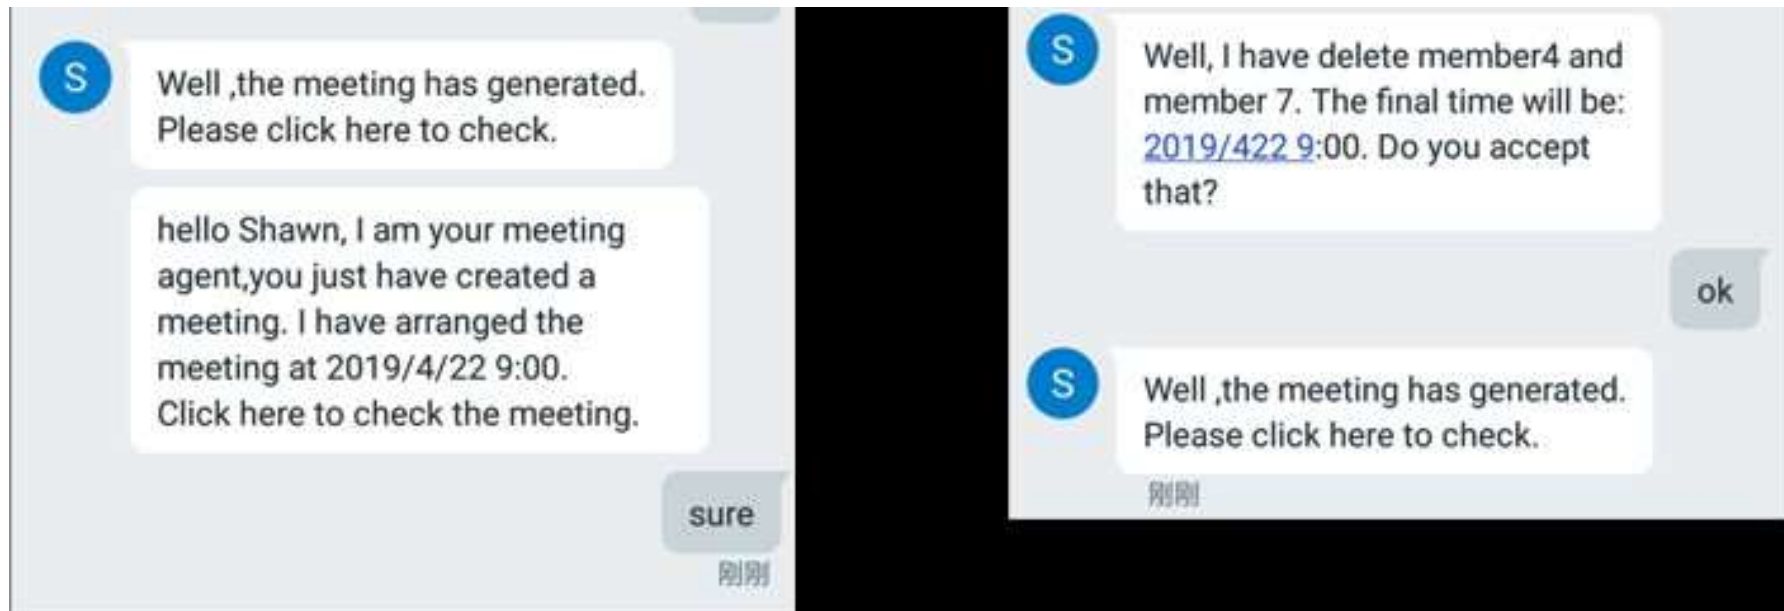 S
Well ,the meeting has generated.
Please click here to check.
hello Shawn, I am your meeting
agent,you just have created a
meeting. I have arranged the
meeting at 2019/4/22 9:00.
Click here to check the meeting.
sure
刚刚
S
Well, I have delete member4 and
member 7. The final time will be:
2019/422 9:00. Do you accept
that?
ok
S
Well ,the meeting has generated.
Please click here to check.
刚刚